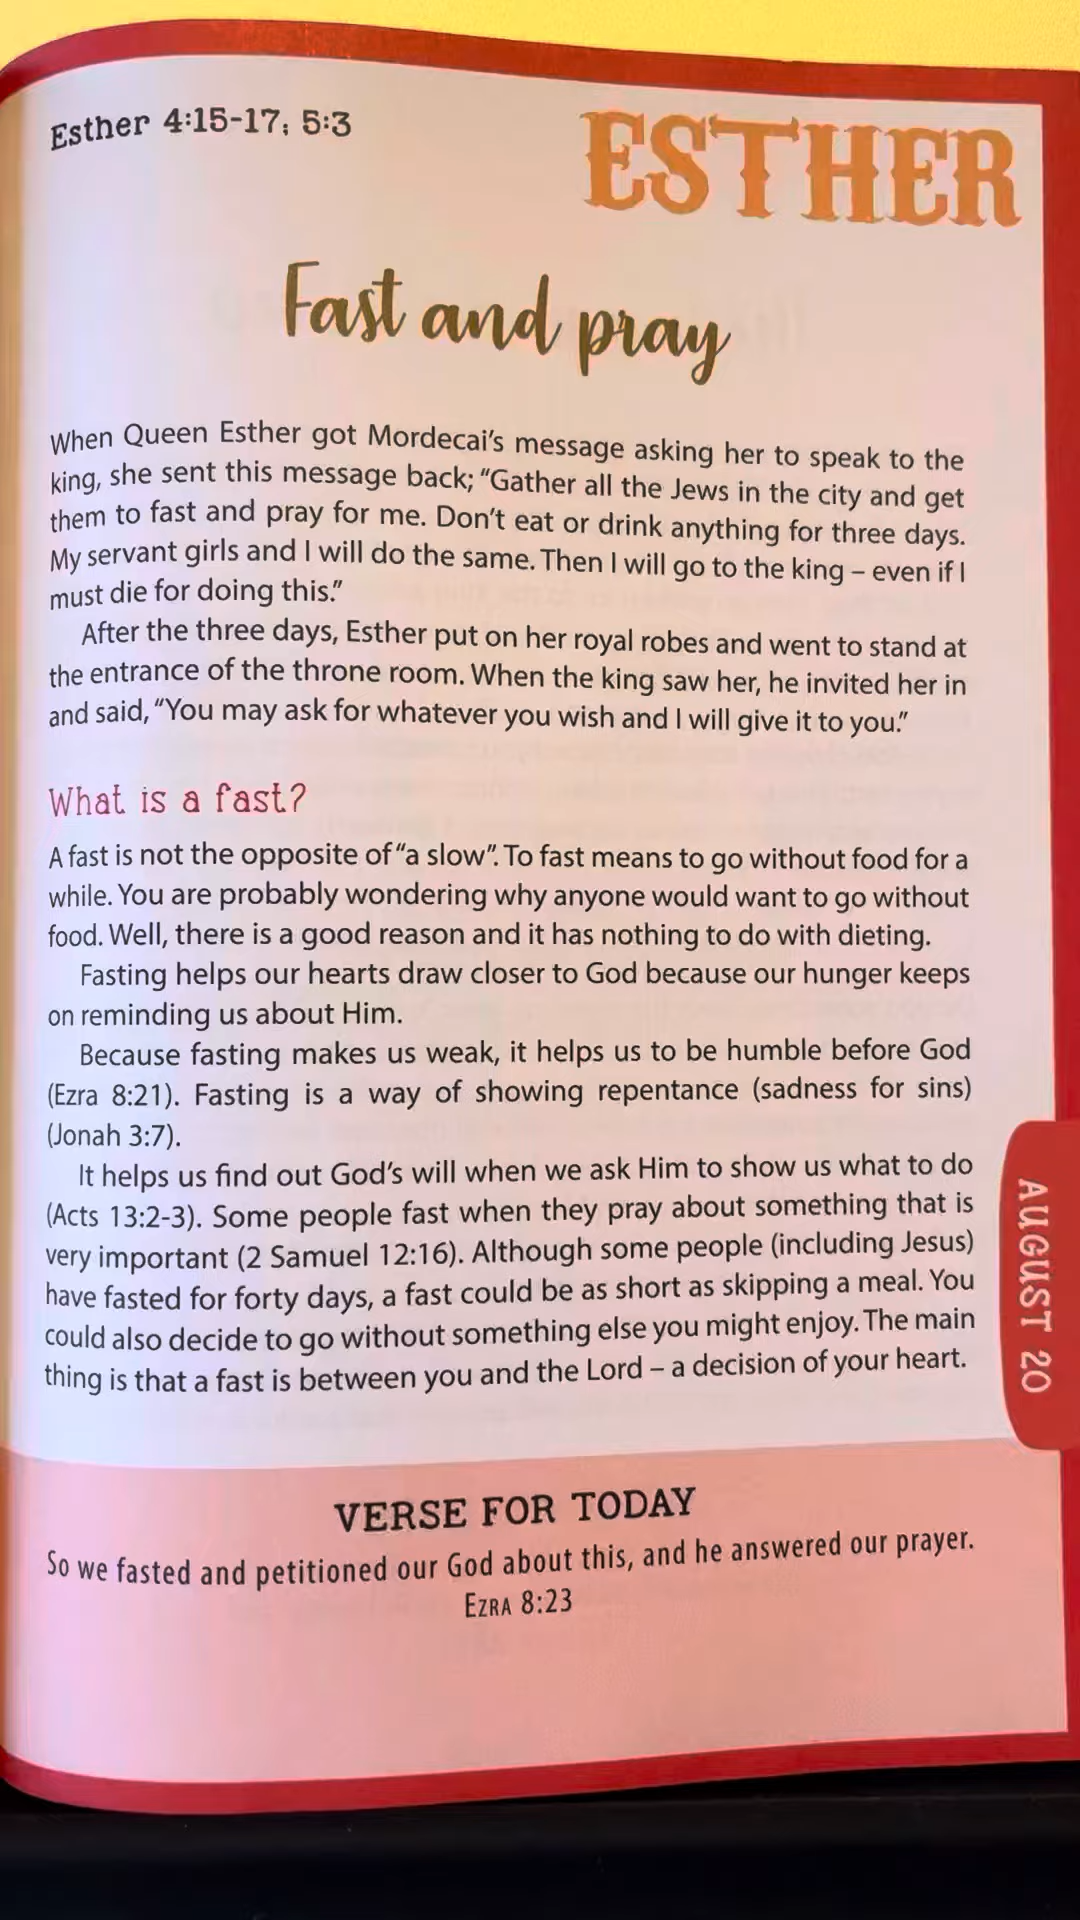 Esther 4:15-17; 5:3
ESTHER
Fast and pray
When Queen Esther got Mordecai's message asking her to speak to the
king, she sent this message back; "Gather all the Jews in the city and get
them to fast and pray for me. Don't eat or drink anything for three days.
My servant girls and I will do the same. Then I will go to the king – even if I
must die for doing this."
After the three days, Esther put on her royal robes and went to stand at
the entrance of the throne room. When the king saw her, he invited her in
and said, "You may ask for whatever you wish and I will give it to you."
What is a fast?
A fast is not the opposite of "a slow". To fast means to go without food for a
while. You are probably wondering why anyone would want to go without
food. Well, there is a good reason and it has nothing to do with dieting.
Fasting helps our hearts draw closer to God because our hunger keeps
on reminding us about Him.
Because fasting makes us weak, it helps us to be humble before God
(Ezra 8:21). Fasting is a way of showing repentance (sadness for sins)
(Jonah 3:7).
It helps us find out God's will when we ask Him to show us what to do
(Acts 13:2-3). Some people fast when they pray about something that is
very important (2 Samuel 12:16). Although some people (including Jesus)
have fasted for forty days, a fast could be as short as skipping a meal. You
could also decide to go without something else you might enjoy. The main
thing is that a fast is between you and the Lord – a decision of your heart.
AUGUST 20
VERSE FOR TODAY
So we fasted and petitioned our God about this, and he answered our prayer.
EZRA 8:23